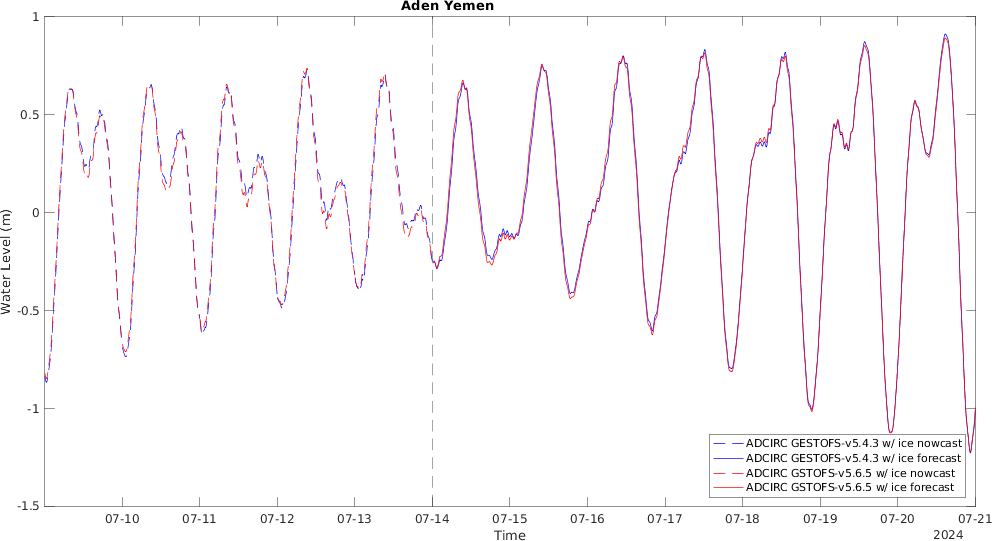 Aden Yemen
Water Level (m)
1
0.5
0
-0.5
-1
-1.5
ADCIRC GESTOFS-v5.4.3 w/ ice nowcast
ADCIRC GESTOFS-v5.4.3 w/ ice forecast
ADCIRC GSTOFS-v5.6.5 w/ ice nowcast
ADCIRC GSTOFS-v5.6.5 w/ ice forecast
07-10 07-11 07-12 07-13 07-14 07-15 07-16 07-17 07-18 07-19 07-20 07-21
Time
2024